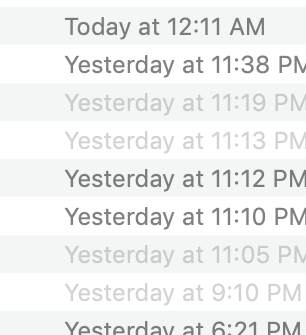 Today at 12:11 AM
Yesterday at 11:38 PM
Yesterday at 11:19 PM
Yesterday at 11:13 PM
Yesterday at 11:12 PM
Yesterday at 11:10 PM
Yesterday at 11:05 PM
Yesterday at 9:10 PM
Yesterday at 6:21 PM